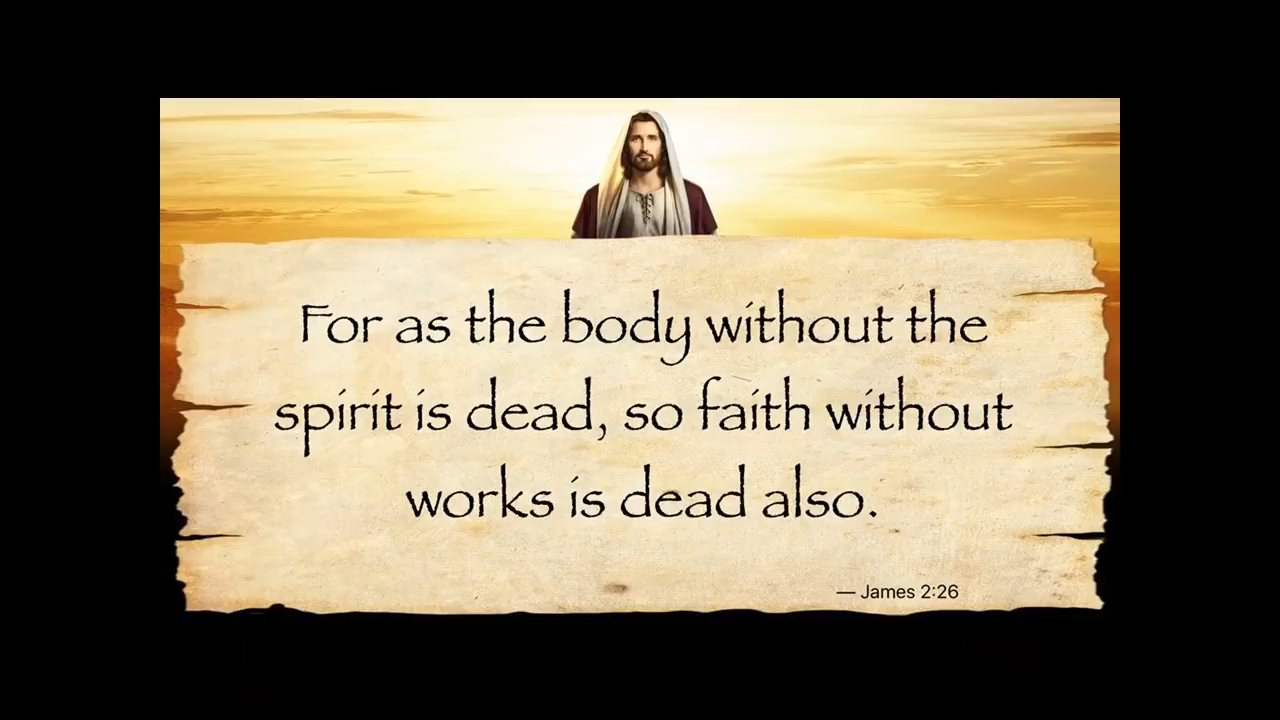 For as the body without the
spirit is dead, so faith without
works is dead also.
— James 2:26